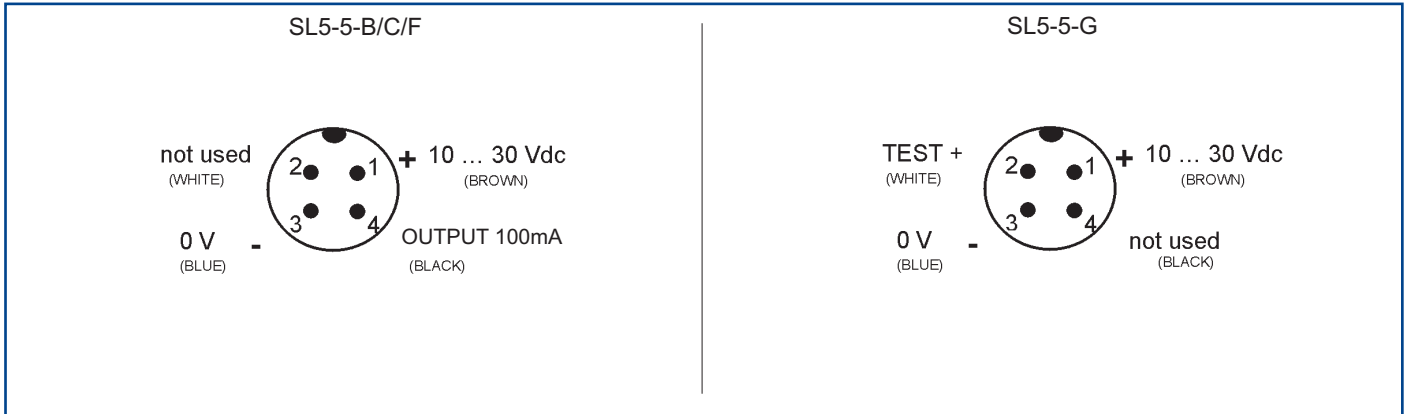 SL5-5-B/C/F
not used
(WHITE)
2
1
+ 10 ... 30 Vdc
(BROWN)
3
4
0 V -
(BLUE)
OUTPUT 100mA
(BLACK)
SL5-5-G
TEST +
(WHITE)
2
1
+ 10 ... 30 Vdc
(BROWN)
3
4
0 V -
(BLUE)
not used
(BLACK)